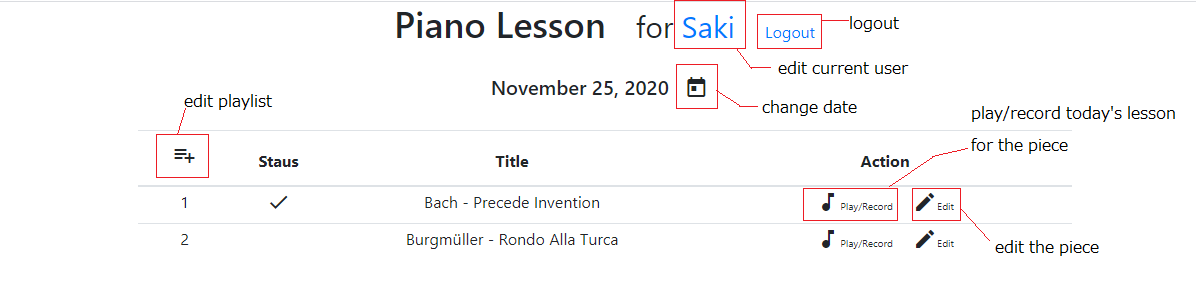 Piano Lesson for Saki Logout
logout
edit current user
November 25, 2020
change date
edit playlist
play/record today's lesson
for the piece
Staus Title Action
1 Bach - Precede Invention Play/Record Edit
2 Burgmüller - Rondo Alla Turca Play/Record Edit
edit the piece